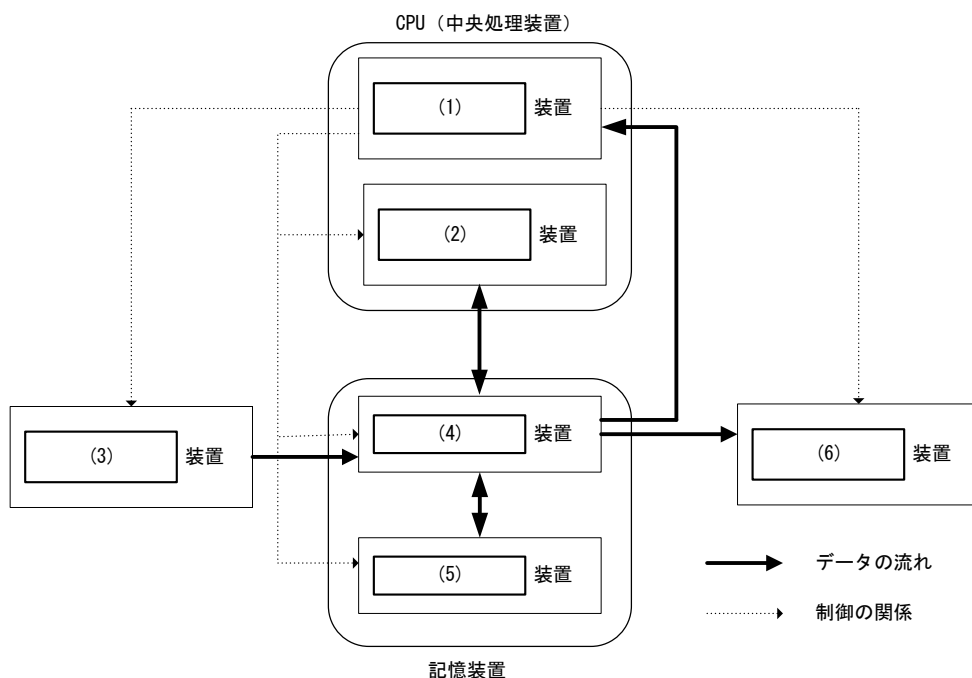 CPU（中央処理装置）
(1) 装置
(2) 装置
(3) 装置
(4) 装置
(6) 装置
(5) 装置
データの流れ
制御の関係
記憶装置